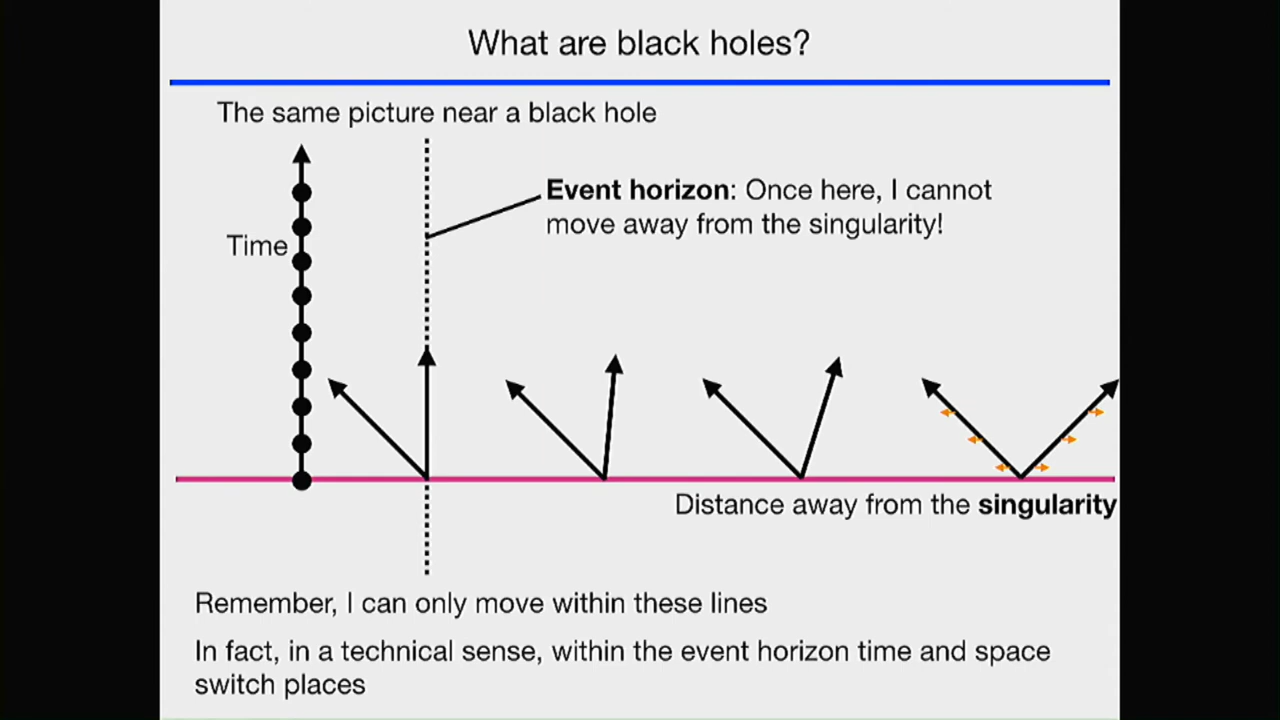 What are black holes?
The same picture near a black hole
Event horizon: Once here, I cannot
move away from the singularity!
Time
Distance away from the singularity
Remember, I can only move within these lines
In fact, in a technical sense, within the event horizon time and space
switch places